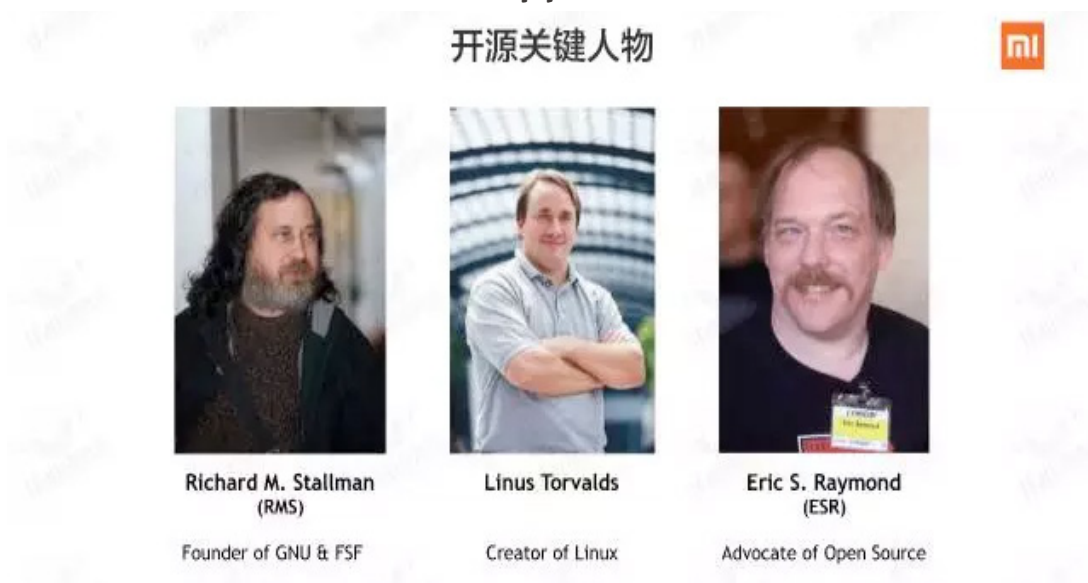 开源关键人物
mi
Richard M. Stallman
(RMS)
Founder of GNU & FSF
Linus Torvalds
Creator of Linux
Eric S. Raymond
(ESR)
Advocate of Open Source